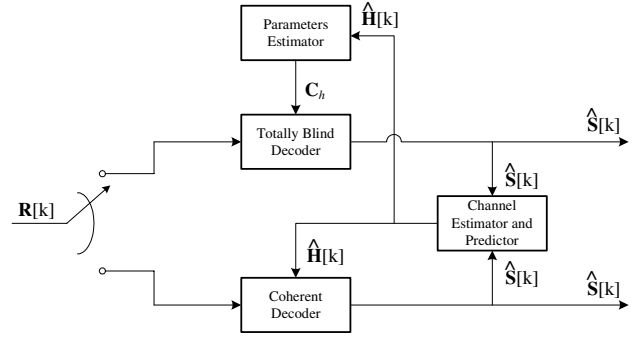 Parameters
Estimator
Ĥ[k]
C_h
Totally Blind
Decoder
Ŝ[k]
Ŝ[k]
R[k]
Channel
Estimator and
Predictor
Ĥ[k]
Ŝ[k]
Coherent
Decoder
Ŝ[k]